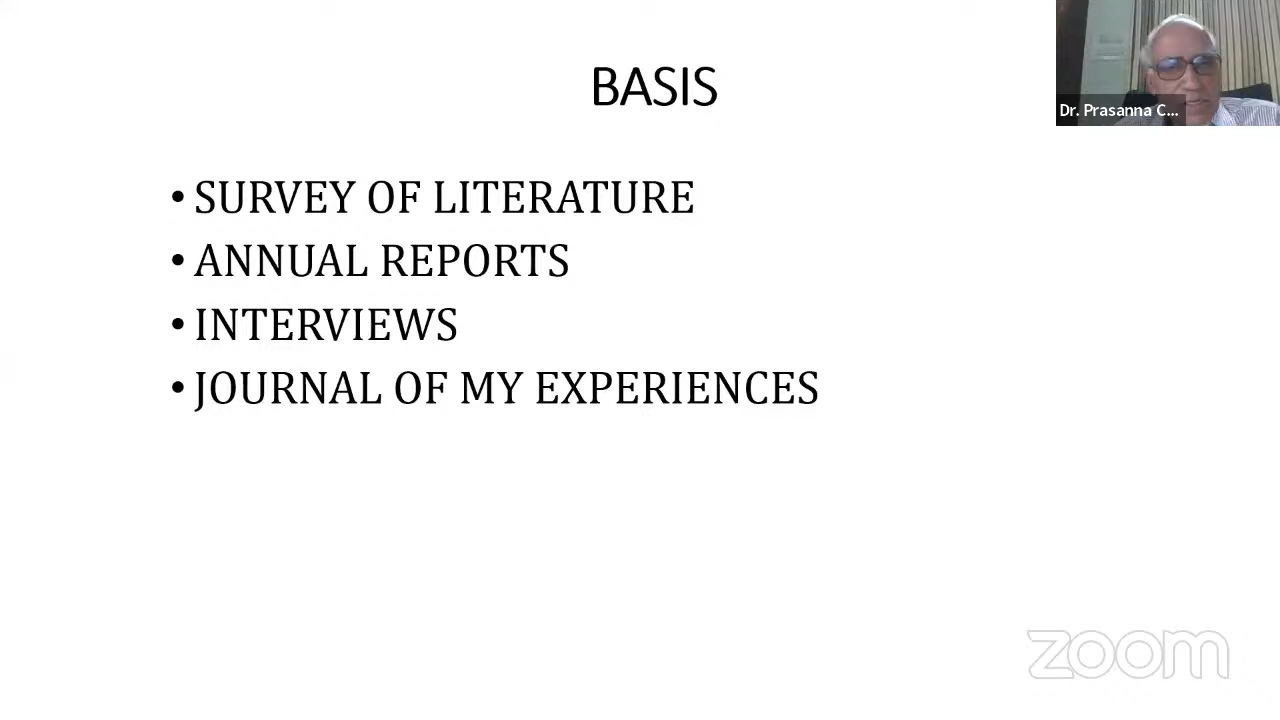 BASIS
• SURVEY OF LITERATURE
• ANNUAL REPORTS
• INTERVIEWS
• JOURNAL OF MY EXPERIENCES
Dr. Prasanna C...
zoom